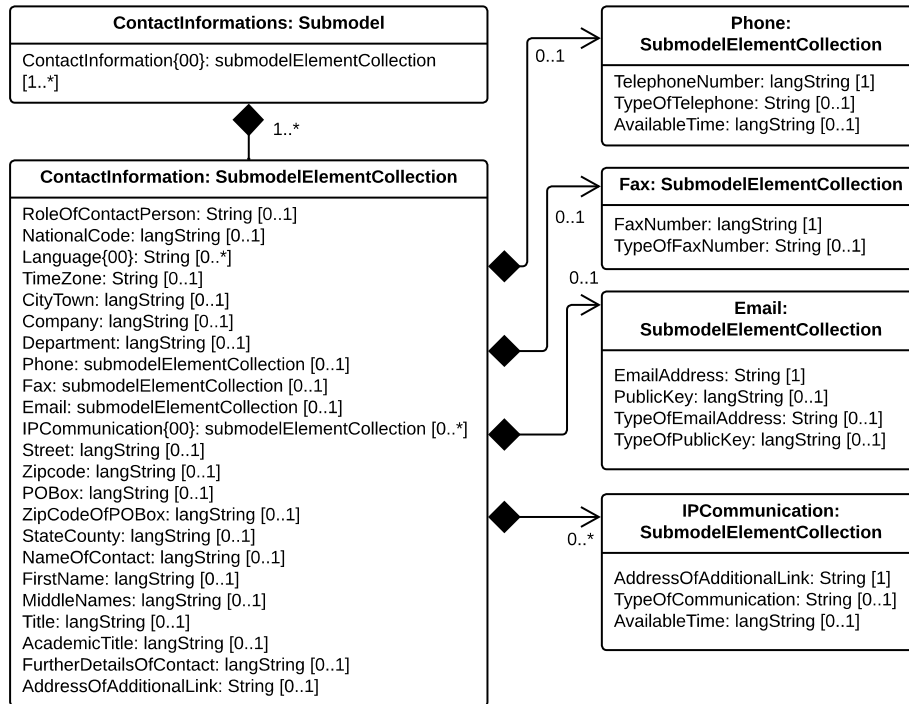 ContactInformations: Submodel
ContactInformation{00}: submodelElementCollection
[1..*]
1..*
ContactInformation: SubmodelElementCollection
RoleOfContactPerson: String [0..1]
NationalCode: langString [0..1]
Language{00}: String [0..*]
TimeZone: String [0..1]
CityTown: langString [0..1]
Company: langString [0..1]
Department: langString [0..1]
Phone: submodelElementCollection [0..1]
Fax: submodelElementCollection [0..1]
Email: submodelElementCollection [0..1]
IPCommunication{00}: submodelElementCollection [0..*]
Street: langString [0..1]
Zipcode: langString [0..1]
POBox: langString [0..1]
ZipCodeOfPOBox: langString [0..1]
StateCounty: langString [0..1]
NameOfContact: langString [0..1]
FirstName: langString [0..1]
MiddleNames: langString [0..1]
Title: langString [0..1]
AcademicTitle: langString [0..1]
FurtherDetailsOfContact: langString [0..1]
AddressOfAdditionalLink: String [0..1]
0..1
Phone:
SubmodelElementCollection
TelephoneNumber: langString [1]
TypeOfTelephone: String [0..1]
AvailableTime: langString [0..1]
0..1
Fax: SubmodelElementCollection
FaxNumber: langString [1]
TypeOfFaxNumber: String [0..1]
0..1
Email:
SubmodelElementCollection
EmailAddress: String [1]
PublicKey: langString [0..1]
TypeOfEmailAddress: String [0..1]
TypeOfPublicKey: langString [0..1]
0..*
IPCommunication:
SubmodelElementCollection
AddressOfAdditionalLink: String [1]
TypeOfCommunication: String [0..1]
AvailableTime: langString [0..1]